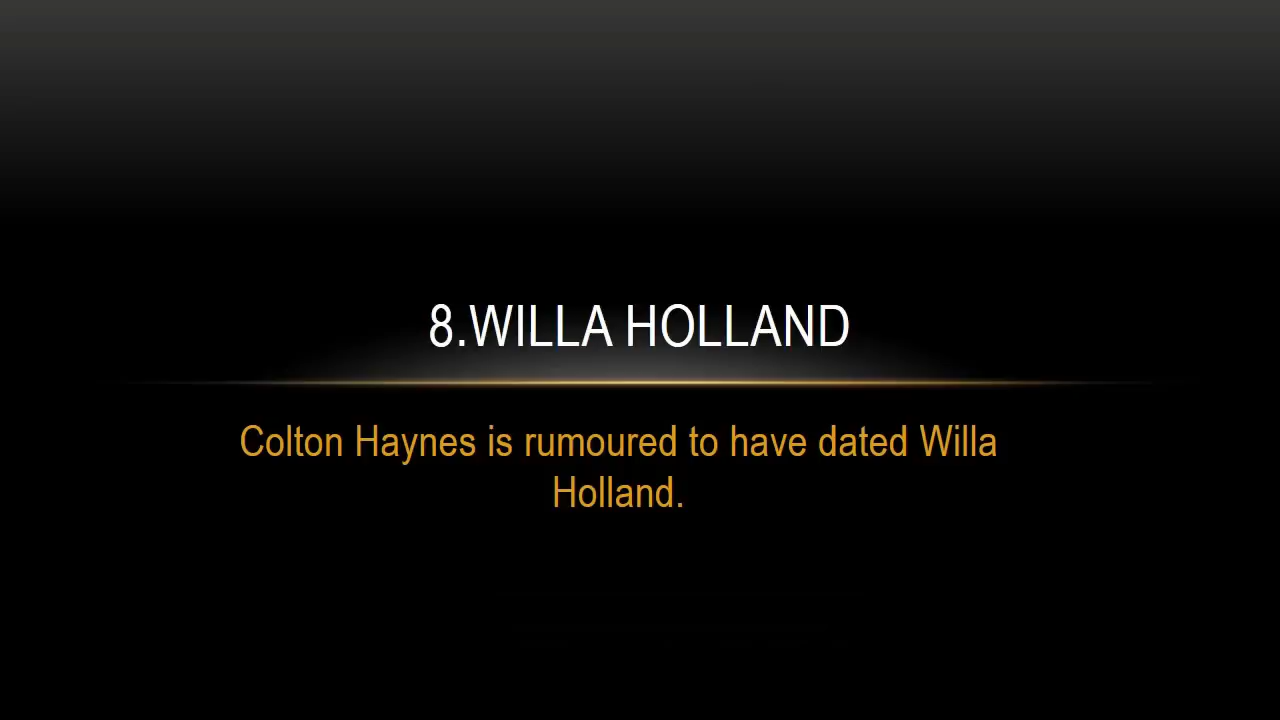 8.WILLA HOLLAND
Colton Haynes is rumoured to have dated Willa
Holland.